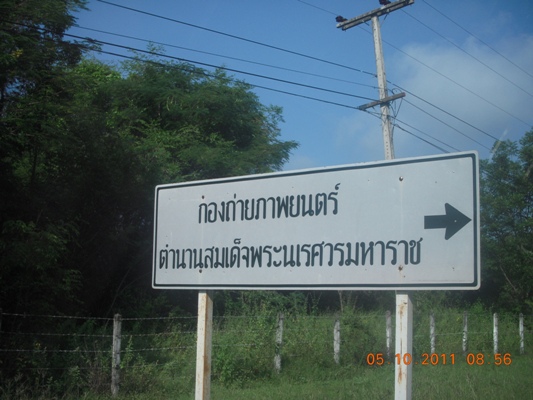 กองถ่ายภาพยนตร์
ตำนานสมเด็จพระนเรศวรมหาราช
05.10.2011 08:56